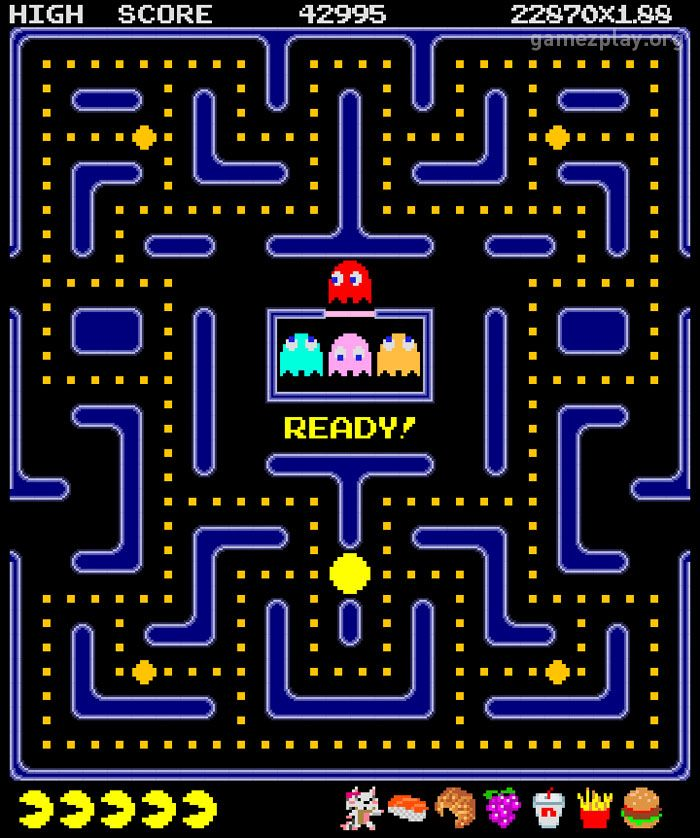 HIGH SCORE 42995 22870X1.88
gamezplay.org
READY!
n